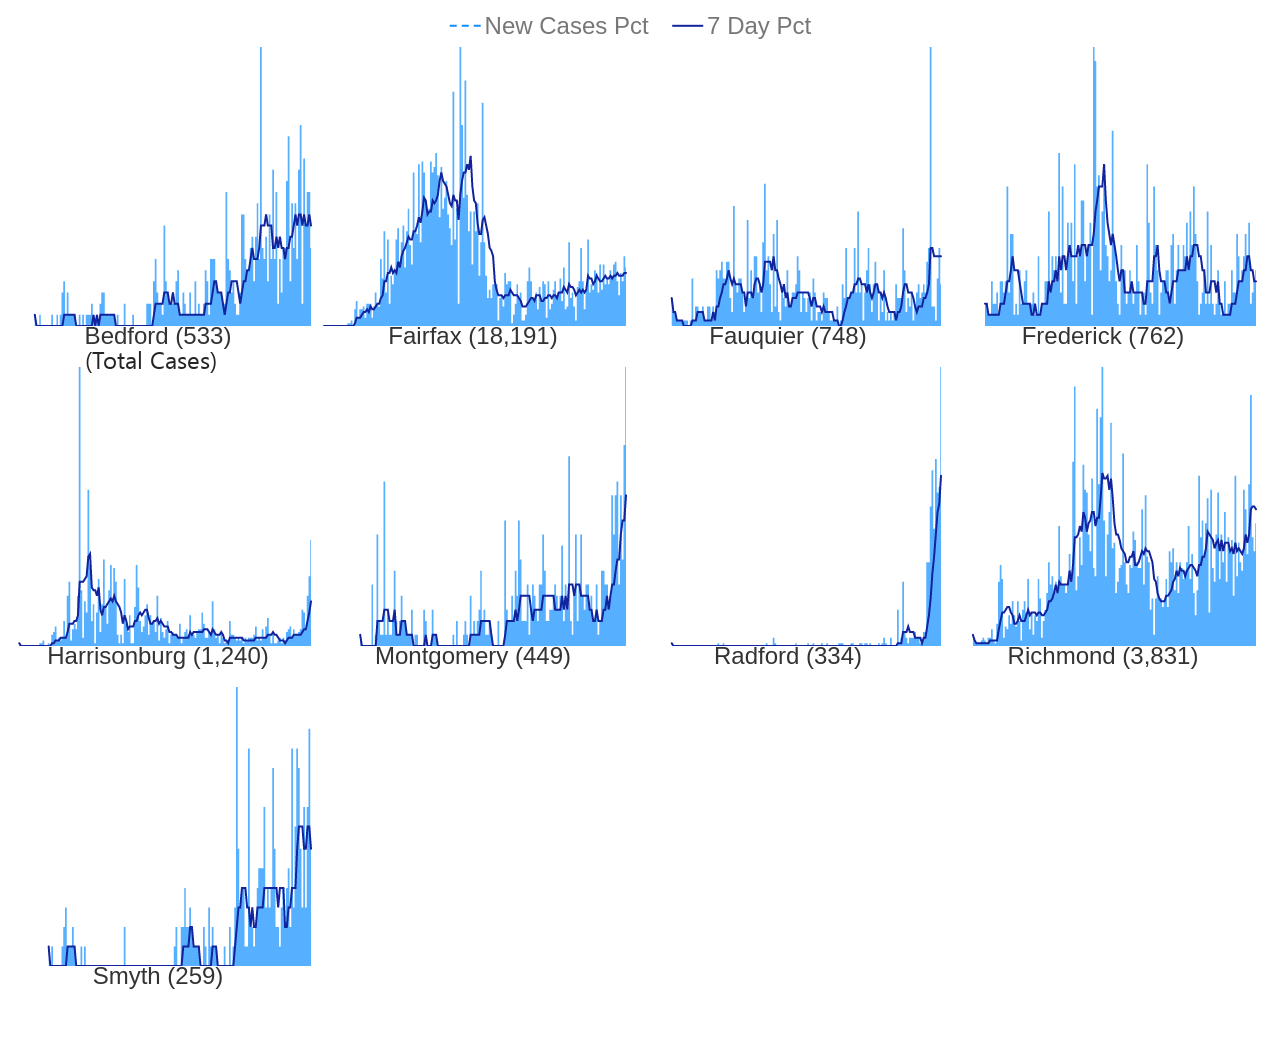 New Cases Pct 7 Day Pct
Bedford (533)
(Total Cases)
Fairfax (18,191)
Fauquier (748)
Frederick (762)
Harrisonburg (1,240)
Montgomery (449)
Radford (334)
Richmond (3,831)
Smyth (259)